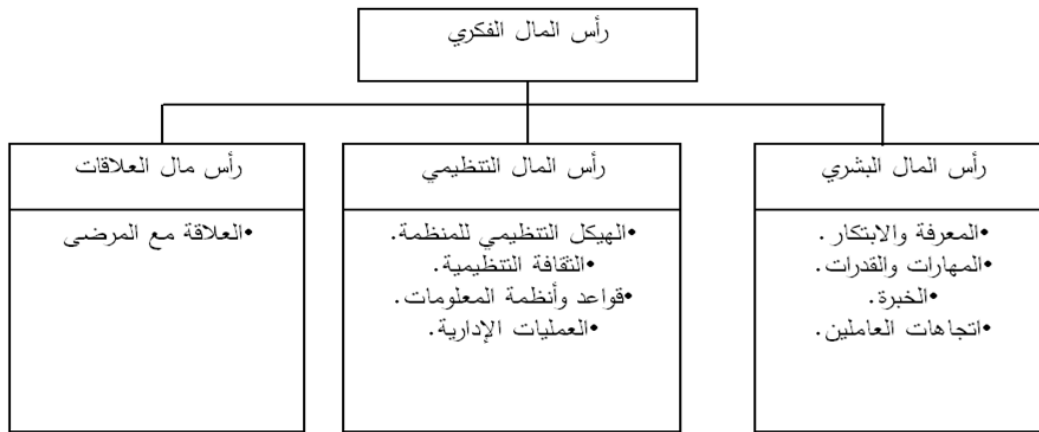 رأس المال الفكري
رأس المال البشري
•المعرفة والابتكار.
•المهارات والقدرات.
•الخبرة.
•اتجاهات العاملين.
رأس المال التنظيمي
•الهيكل التنظيمي للمنظمة.
•الثقافة التنظيمية.
•قواعد وأنظمة المعلومات.
•العمليات الإدارية.
رأس مال العلاقات
•العلاقة مع المرضى